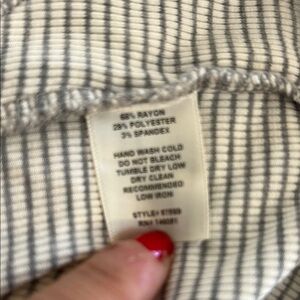 68% RAYON
29% POLYESTER
3% SPANDEX
HAND WASH COLD
DO NOT BLEACH
TUMBLE DRY LOW
DRY CLEAN
RECOMMENDED
LOW IRON
STYLE#
RN#